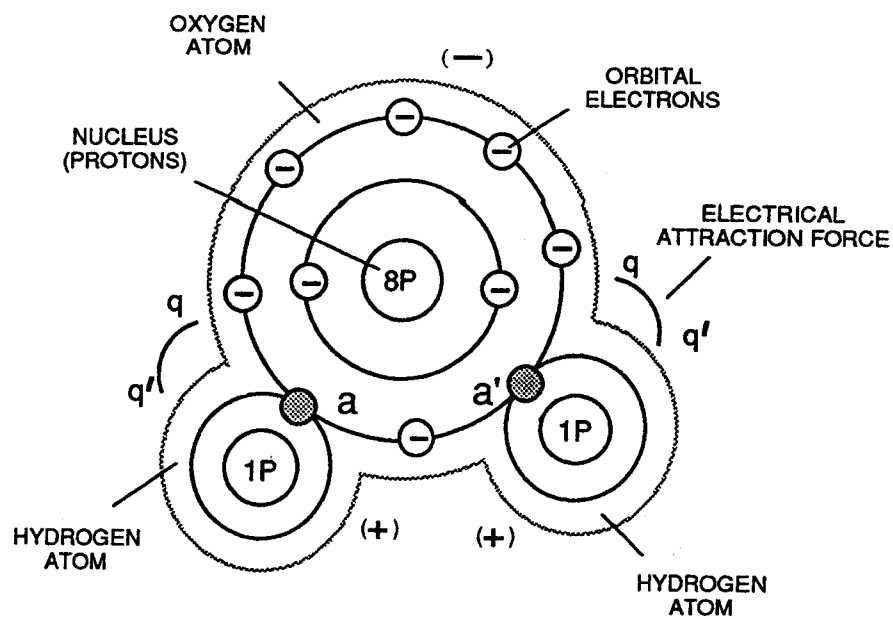 OXYGEN
ATOM
(−)
ORBITAL
ELECTRONS
NUCLEUS
(PROTONS)
ELECTRICAL
ATTRACTION FORCE
8P
q
q'
q
q'
a
a'
1P
1P
HYDROGEN
ATOM
(+)
(+)
HYDROGEN
ATOM
−
−
−
−
−
−
−
−